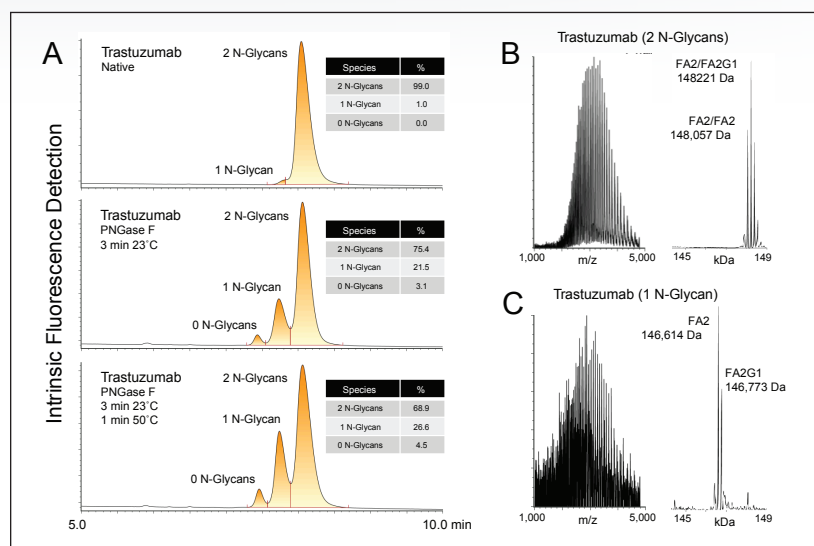 A
Intrinsic Fluorescence Detection
Trastuzumab
Native
2 N-Glycans
1 N-Glycan
Species %
2 N-Glycans 99.0
1 N-Glycan 1.0
0 N-Glycans 0.0
Trastuzumab
PNGase F
3 min 23˚C
2 N-Glycans
1 N-Glycan
0 N-Glycans
Species %
2 N-Glycans 75.4
1 N-Glycan 21.5
0 N-Glycans 3.1
Trastuzumab
PNGase F
3 min 23˚C
1 min 50˚C
2 N-Glycans
1 N-Glycan
0 N-Glycans
Species %
2 N-Glycans 68.9
1 N-Glycan 26.6
0 N-Glycans 4.5
5.0 10.0 min
B
Trastuzumab (2 N-Glycans)
FA2/FA2G1
148221 Da
FA2/FA2
148,057 Da
1,000 m/z 5,000
145 kDa 149
C
Trastuzumab (1 N-Glycan)
FA2
146,614 Da
FA2G1
146,773 Da
1,000 m/z 5,000
145 kDa 149